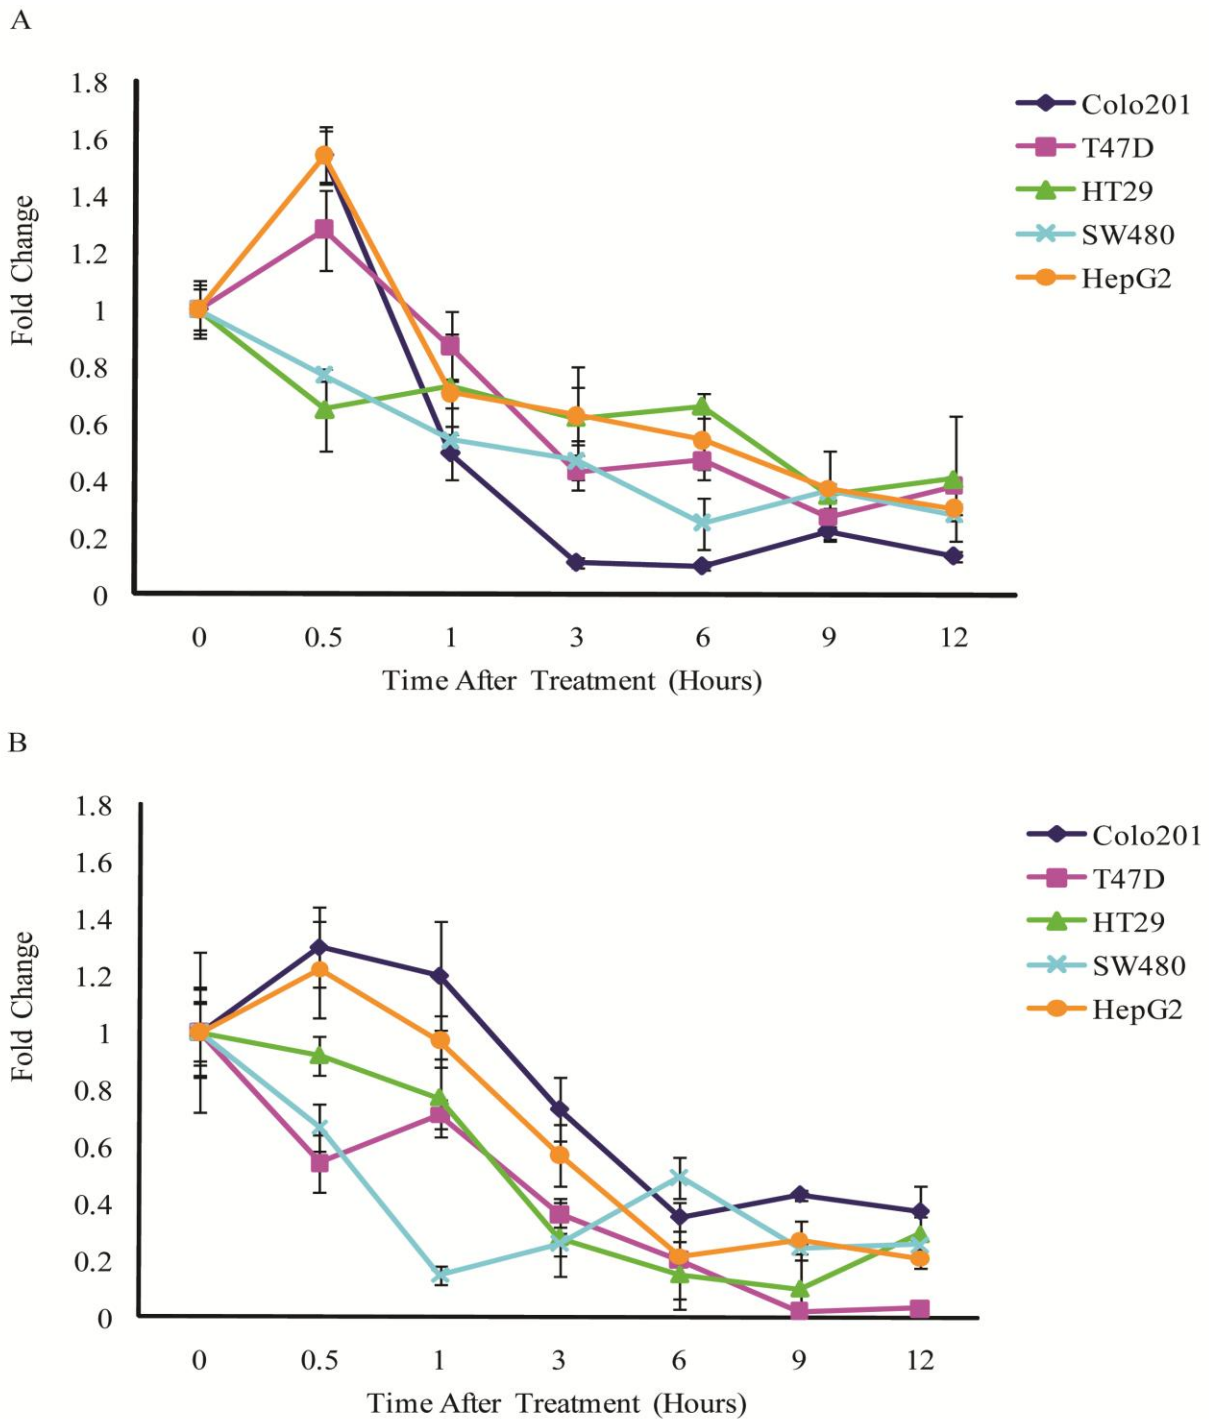 A
1.8
1.6
1.4
1.2
1
0.8
0.6
0.4
0.2
0
Fold Change
0 0.5 1 3 6 9 12
Time After Treatment (Hours)
Colo201
T47D
HT29
SW480
HepG2
B
1.8
1.6
1.4
1.2
1
0.8
0.6
0.4
0.2
0
Fold Change
0 0.5 1 3 6 9 12
Time After Treatment (Hours)
Colo201
T47D
HT29
SW480
HepG2